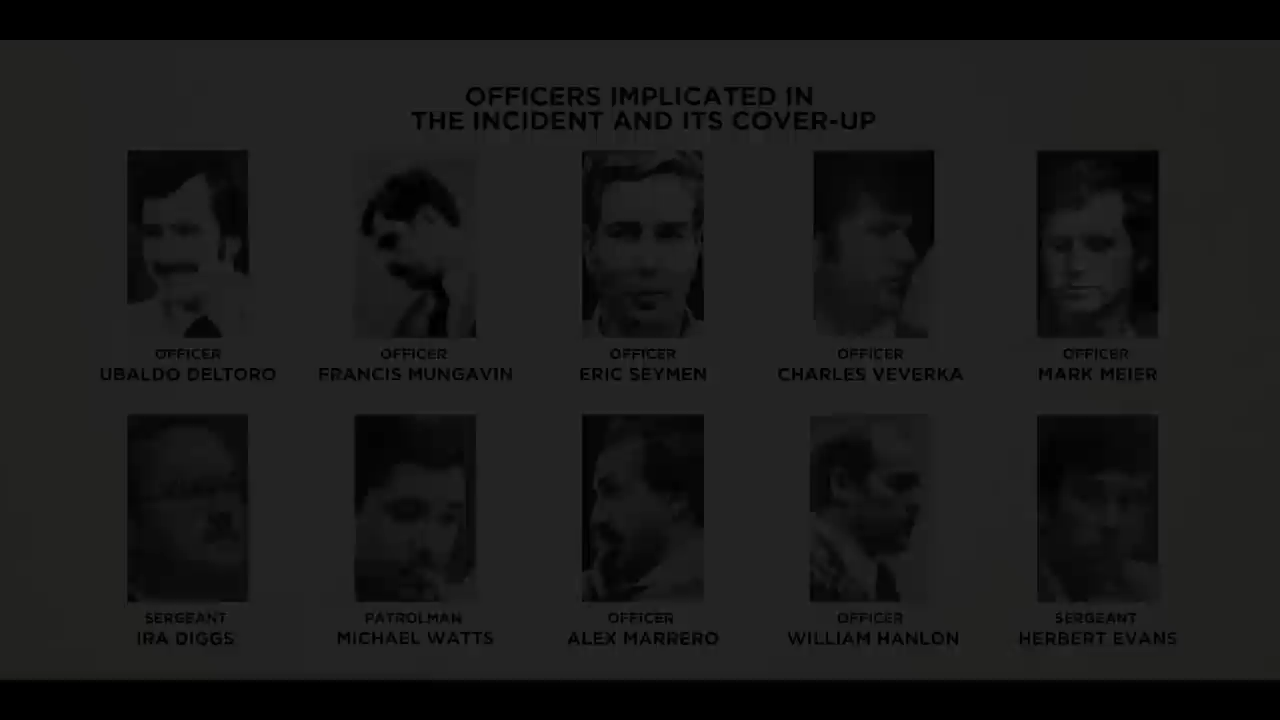 OFFICERS IMPLICATED IN
THE INCIDENT AND ITS COVER-UP
OFFICER
UBALDO DELTORO
OFFICER
FRANCIS MUNGAVIN
OFFICER
ERIC SEYMEN
OFFICER
CHARLES VEVERKA
OFFICER
MARK MEIER
SERGEANT
IRA DIGGS
PATROLMAN
MICHAEL WATTS
OFFICER
ALEX MARRERO
OFFICER
WILLIAM HANLON
SERGEANT
HERBERT EVANS